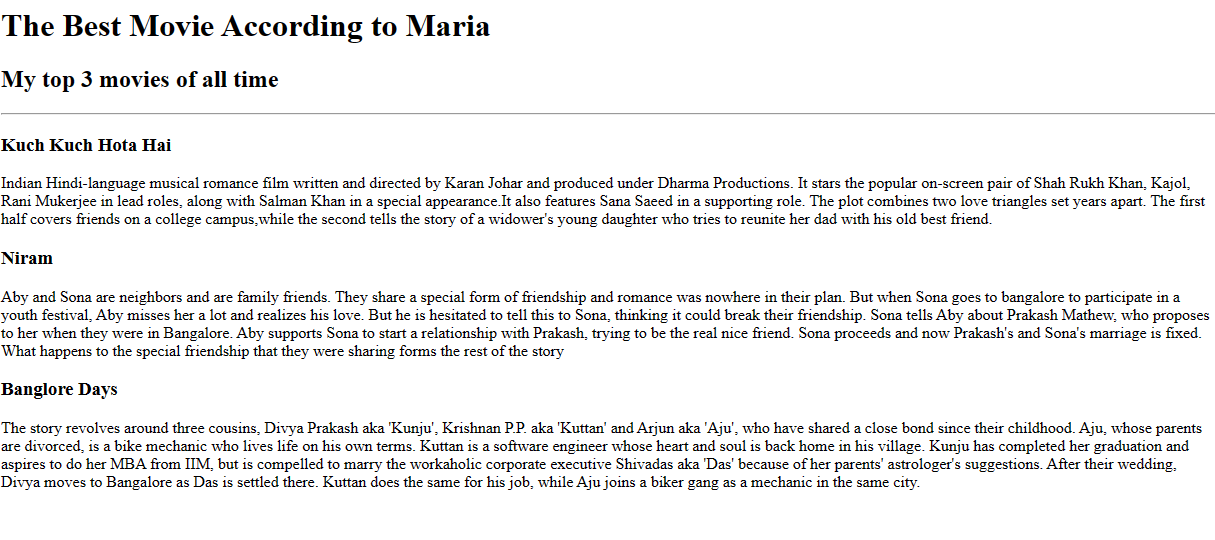 The Best Movie According to Maria
My top 3 movies of all time
Kuch Kuch Hota Hai
Indian Hindi-language musical romance film written and directed by Karan Johar and produced under Dharma Productions. It stars the popular on-screen pair of Shah Rukh Khan, Kajol,
Rani Mukerjee in lead roles, along with Salman Khan in a special appearance.It also features Sana Saeed in a supporting role. The plot combines two love triangles set years apart. The first
half covers friends on a college campus,while the second tells the story of a widower's young daughter who tries to reunite her dad with his old best friend.
Niram
Aby and Sona are neighbors and are family friends. They share a special form of friendship and romance was nowhere in their plan. But when Sona goes to bangalore to participate in a
youth festival, Aby misses her a lot and realizes his love. But he is hesitated to tell this to Sona, thinking it could break their friendship. Sona tells Aby about Prakash Mathew, who proposes
to her when they were in Bangalore. Aby supports Sona to start a relationship with Prakash, trying to be the real nice friend. Sona proceeds and now Prakash's and Sona's marriage is fixed.
What happens to the special friendship that they were sharing forms the rest of the story
Banglore Days
The story revolves around three cousins, Divya Prakash aka 'Kunju', Krishnan P.P. aka 'Kuttan' and Arjun aka 'Aju', who have shared a close bond since their childhood. Aju, whose parents
are divorced, is a bike mechanic who lives life on his own terms. Kuttan is a software engineer whose heart and soul is back home in his village. Kunju has completed her graduation and
aspires to do her MBA from IIM, but is compelled to marry the workaholic corporate executive Shivadas aka 'Das' because of her parents' astrologer's suggestions. After their wedding,
Divya moves to Bangalore as Das is settled there. Kuttan does the same for his job, while Aju joins a biker gang as a mechanic in the same city.